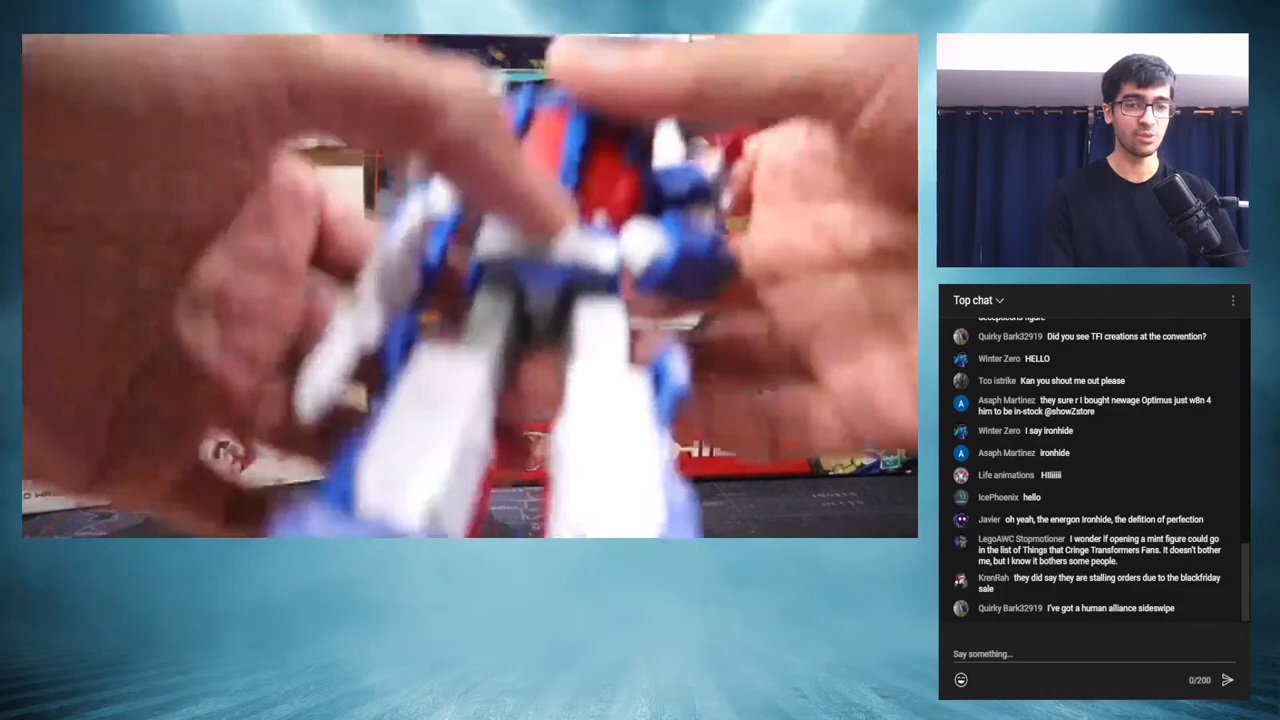 Top chat
Quirky Bark32919 Did you see TFI creations at the convention?
Winter Zero HELLO
Tco istrike Kan you shout me out please
A Asaph Martinez they sure r I bought newage Optimus just w8n 4
him to be in-stock @showZstore
Winter Zero I say ironhide
A Asaph Martinez ironhide
Life animations HIIiiiii
IcePhoenix hello
Javier oh yeah, the energon Ironhide, the defition of perfection
LegoAWC Stopmotioner I wonder if opening a mint figure could go
in the list of Things that Cringe Transformers Fans. It doesn't bother
me, but I know it bothers some people.
KrenRah they did say they are stalling orders due to the blackfriday
sale
Quirky Bark32919 I've got a human alliance sideswipe
Say something...
0/200